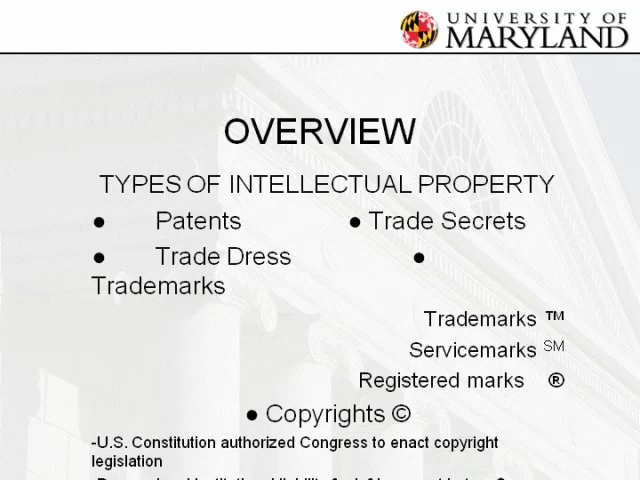 UNIVERSITY OF
MARYLAND
OVERVIEW
TYPES OF INTELLECTUAL PROPERTY
● Patents ● Trade Secrets
● Trade Dress ●
Trademarks
Trademarks ™
Servicemarks ℠
Registered marks ®
● Copyrights ©
-U.S. Constitution authorized Congress to enact copyright
legislation